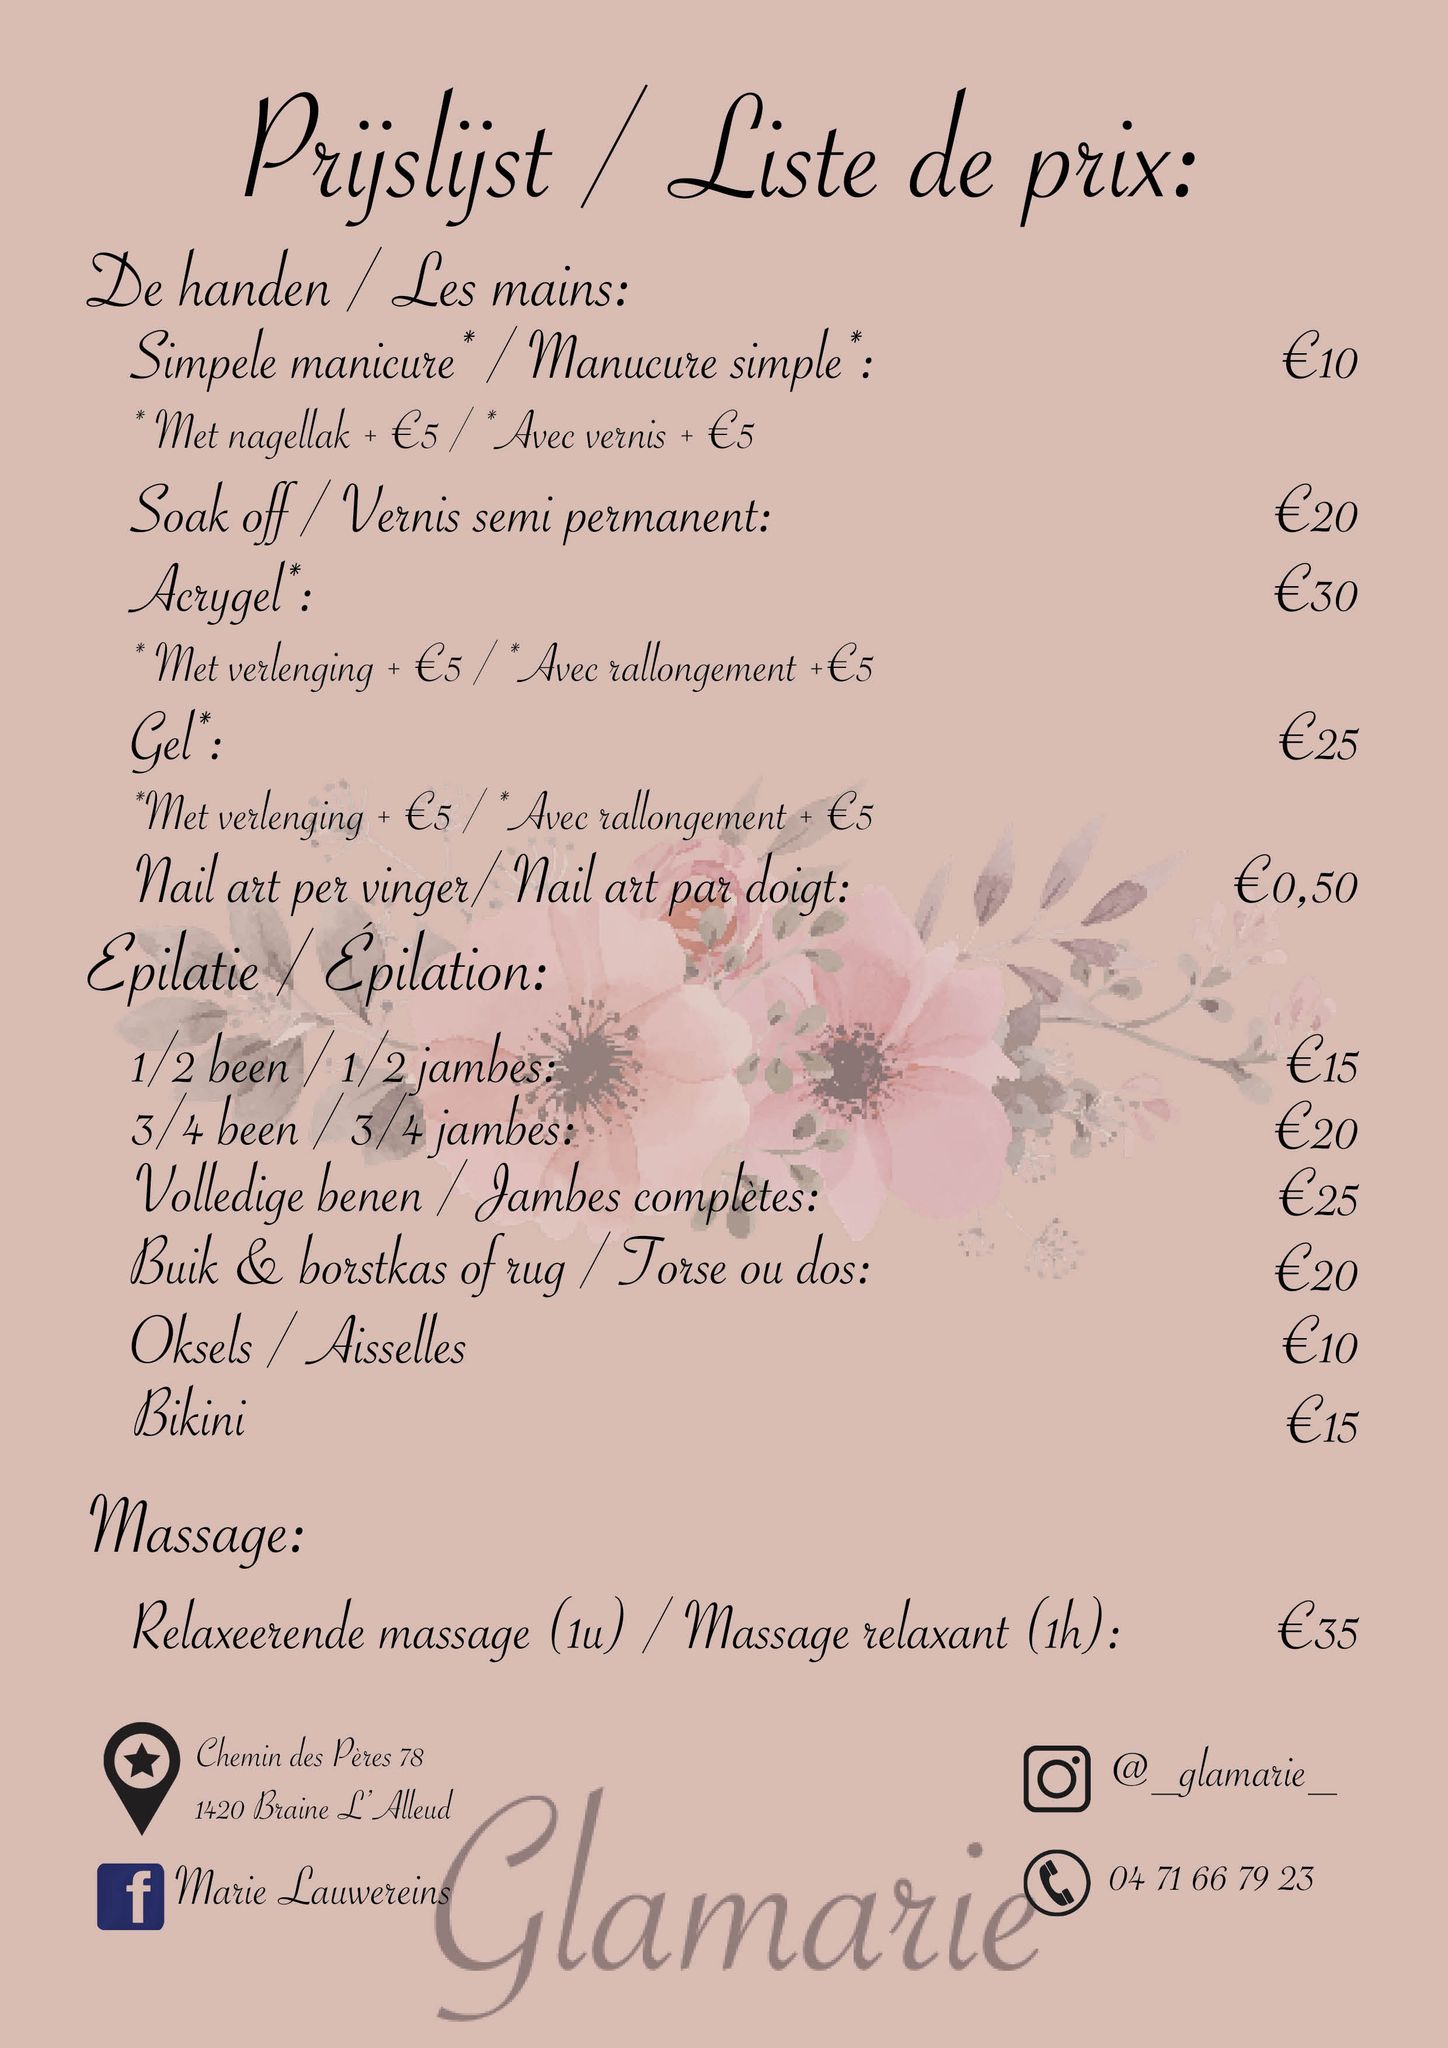 Prijslijst / Liste de prix:
De handen / Les mains:
Simpele manicure* / Manucure simple*: €10
* Met nagellak + €5 / * Avec vernis + €5
Soak off / Vernis semi permanent: €20
Acrygel*: €30
* Met verlenging + €5 / * Avec rallongement +€5
Gel*: €25
*Met verlenging + €5 / * Avec rallongement + €5
Nail art per vinger/ Nail art par doigt: €0,50
Epilatie / Épilation:
1/2 been / 1/2 jambes: €15
3/4 been / 3/4 jambes: €20
Volledige benen / Jambes complètes: €25
Buik & borstkas of rug / Torse ou dos: €20
Oksels / Aisselles €10
Bikini €15
Massage:
Relaxeerende massage (1u) / Massage relaxant (1h): €35
Chemin des Pères 78
1420 Braine L'Alleud
@_glamarie_
Marie Lauwereins
04 71 66 79 23
Glamarie